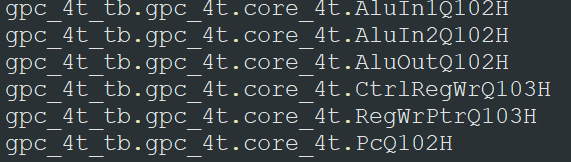 gpc_4t_tb.gpc_4t.core_4t.AluIn1Q102H
gpc_4t_tb.gpc_4t.core_4t.AluIn2Q102H
gpc_4t_tb.gpc_4t.core_4t.AluOutQ102H
gpc_4t_tb.gpc_4t.core_4t.CtrlRegWrQ103H
gpc_4t_tb.gpc_4t.core_4t.RegWrPtrQ103H
gpc_4t_tb.gpc_4t.core_4t.PcQ102H